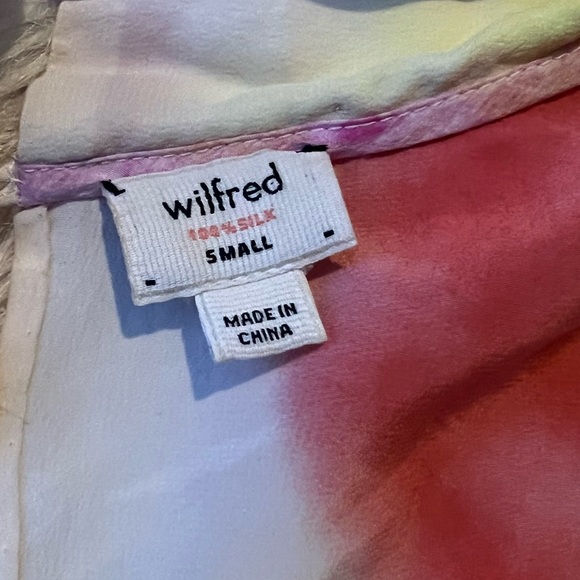 wilfred
100% SILK
SMALL
MADE IN
CHINA